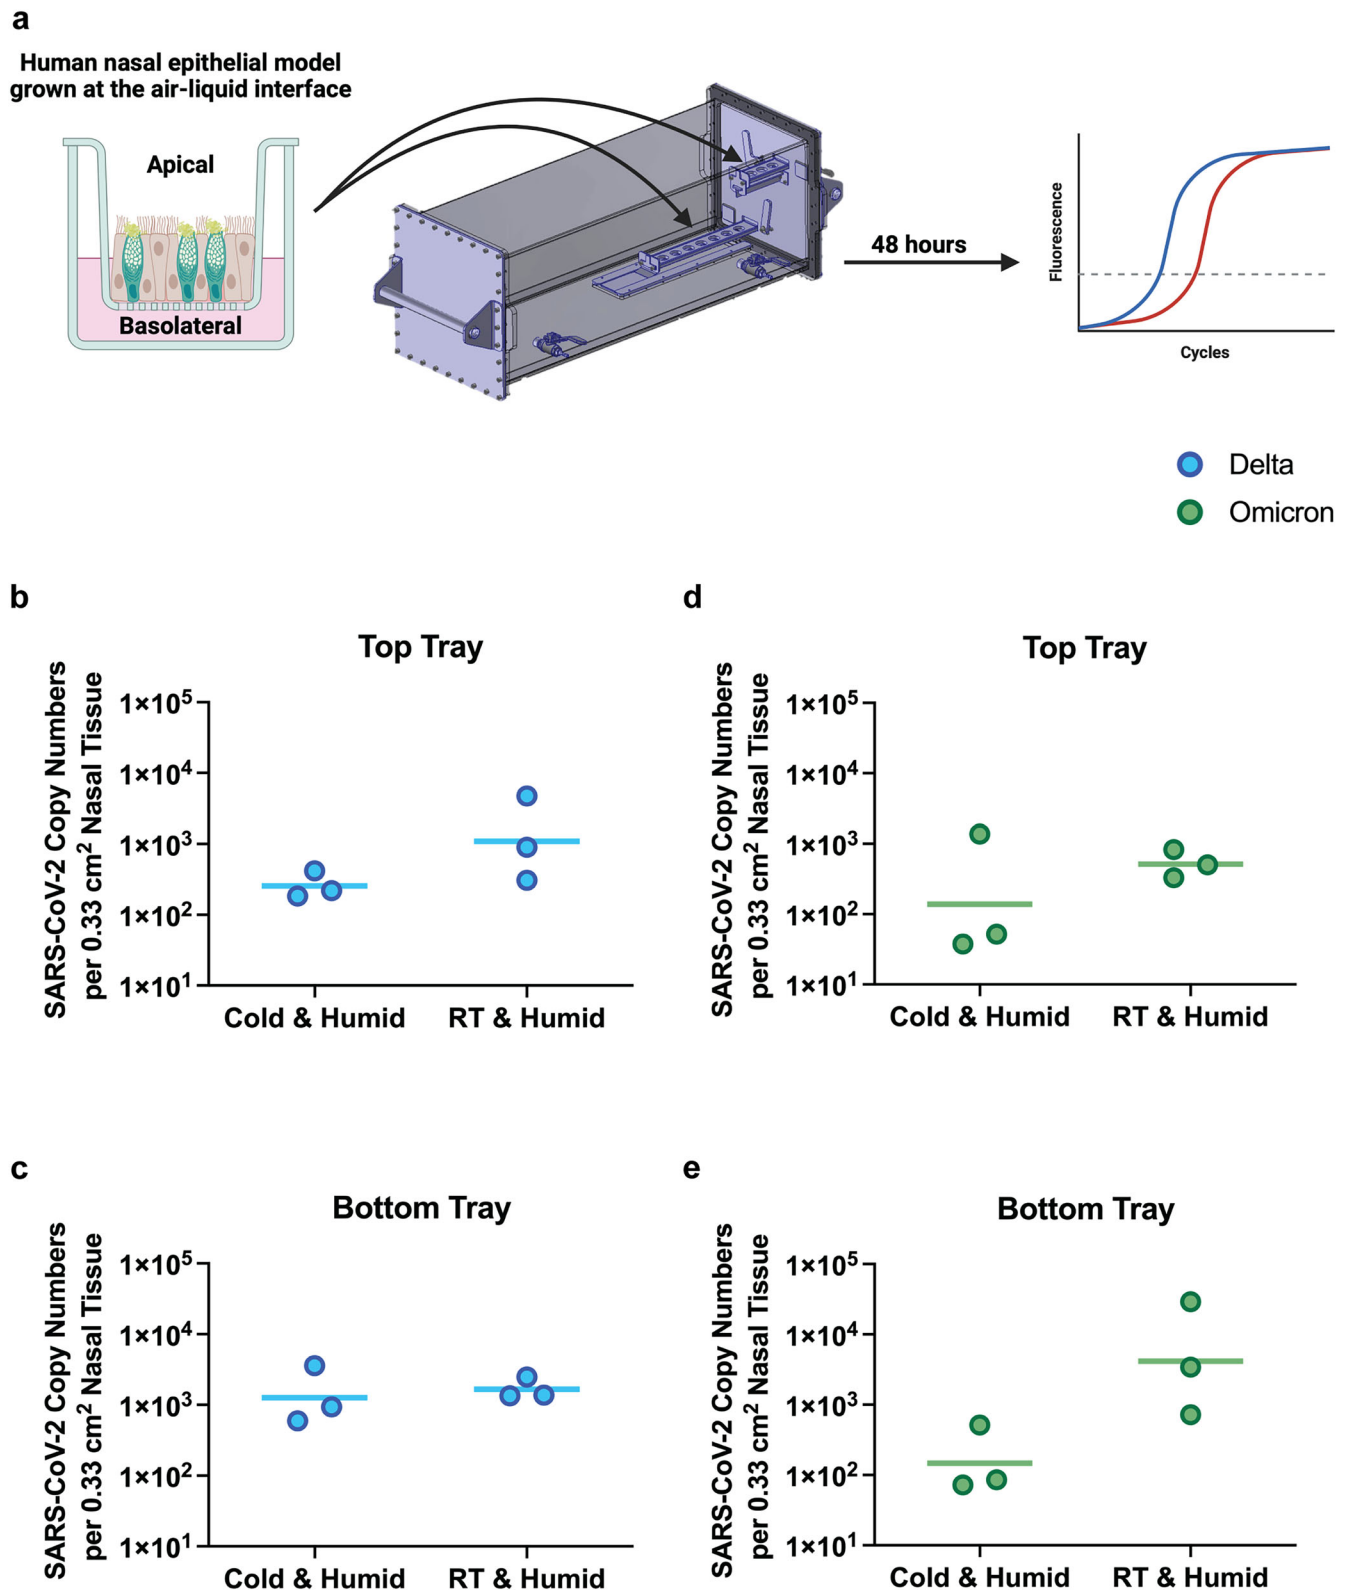 a
Human nasal epithelial model
grown at the air-liquid interface
Apical
Basolateral
48 hours
Fluorescence
Cycles
Delta
Omicron
b
Top Tray
SARS-CoV-2 Copy Numbers
per 0.33 cm² Nasal Tissue
1×10⁵
1×10⁴
1×10³
1×10²
1×10¹
Cold & Humid
RT & Humid
d
Top Tray
SARS-CoV-2 Copy Numbers
per 0.33 cm² Nasal Tissue
1×10⁵
1×10⁴
1×10³
1×10²
1×10¹
Cold & Humid
RT & Humid
c
Bottom Tray
SARS-CoV-2 Copy Numbers
per 0.33 cm² Nasal Tissue
1×10⁵
1×10⁴
1×10³
1×10²
1×10¹
Cold & Humid
RT & Humid
e
Bottom Tray
SARS-CoV-2 Copy Numbers
per 0.33 cm² Nasal Tissue
1×10⁵
1×10⁴
1×10³
1×10²
1×10¹
Cold & Humid
RT & Humid